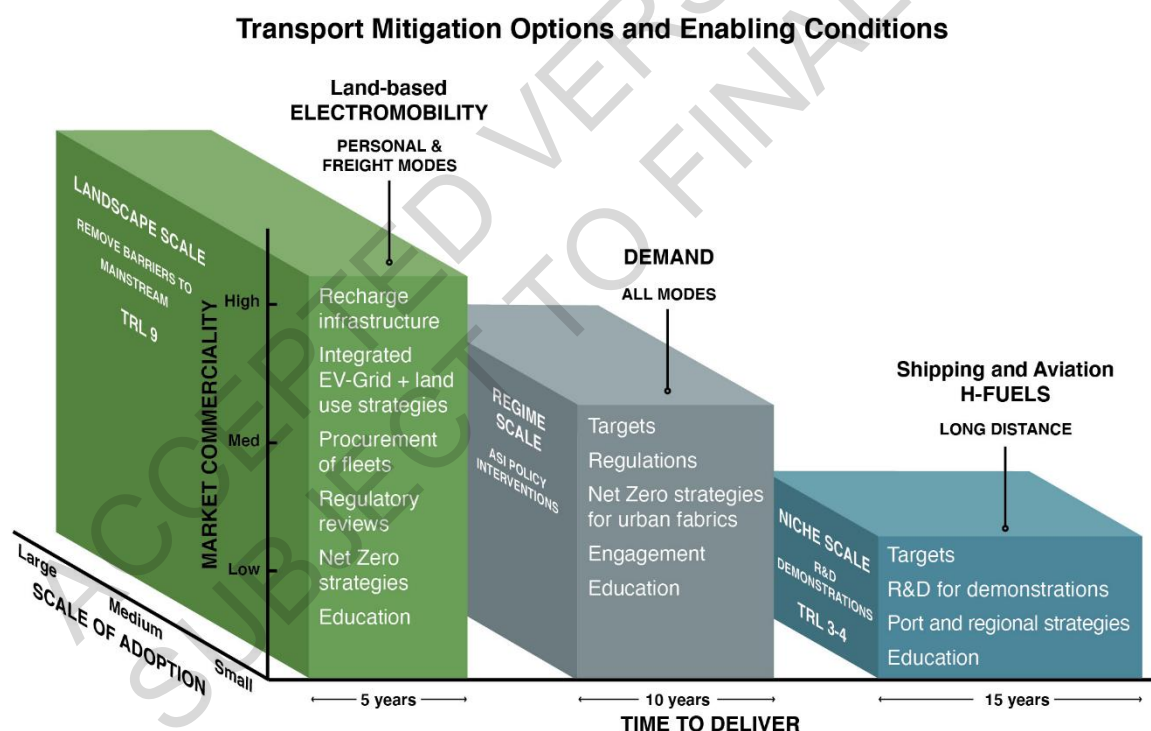 Transport Mitigation Options and Enabling Conditions
Land-based
ELECTROMOBILITY
PERSONAL &
FREIGHT MODES
LANDSCAPE SCALE
REMOVE BARRIERS TO
MAINSTREAM
TRL 9
MARKET COMMERCIALITY
High
Med
Low
Recharge
infrastructure
Integrated
EV-Grid + land
use strategies
Procurement
of fleets
Regulatory
reviews
Net Zero
strategies
Education
DEMAND
ALL MODES
REGIME
SCALE
ASI POLICY
INTERVENTIONS
Targets
Regulations
Net Zero strategies
for urban fabrics
Engagement
Education
Shipping and Aviation
H-FUELS
LONG DISTANCE
NICHE SCALE
R&D
DEMONSTRATIONS
TRL 3-4
Targets
R&D for demonstrations
Port and regional strategies
Education
Large
Medium
Small
SCALE OF ADOPTION
5 years
10 years
15 years
TIME TO DELIVER
ACCEPTED VERS
SUBJECT TO FINAL